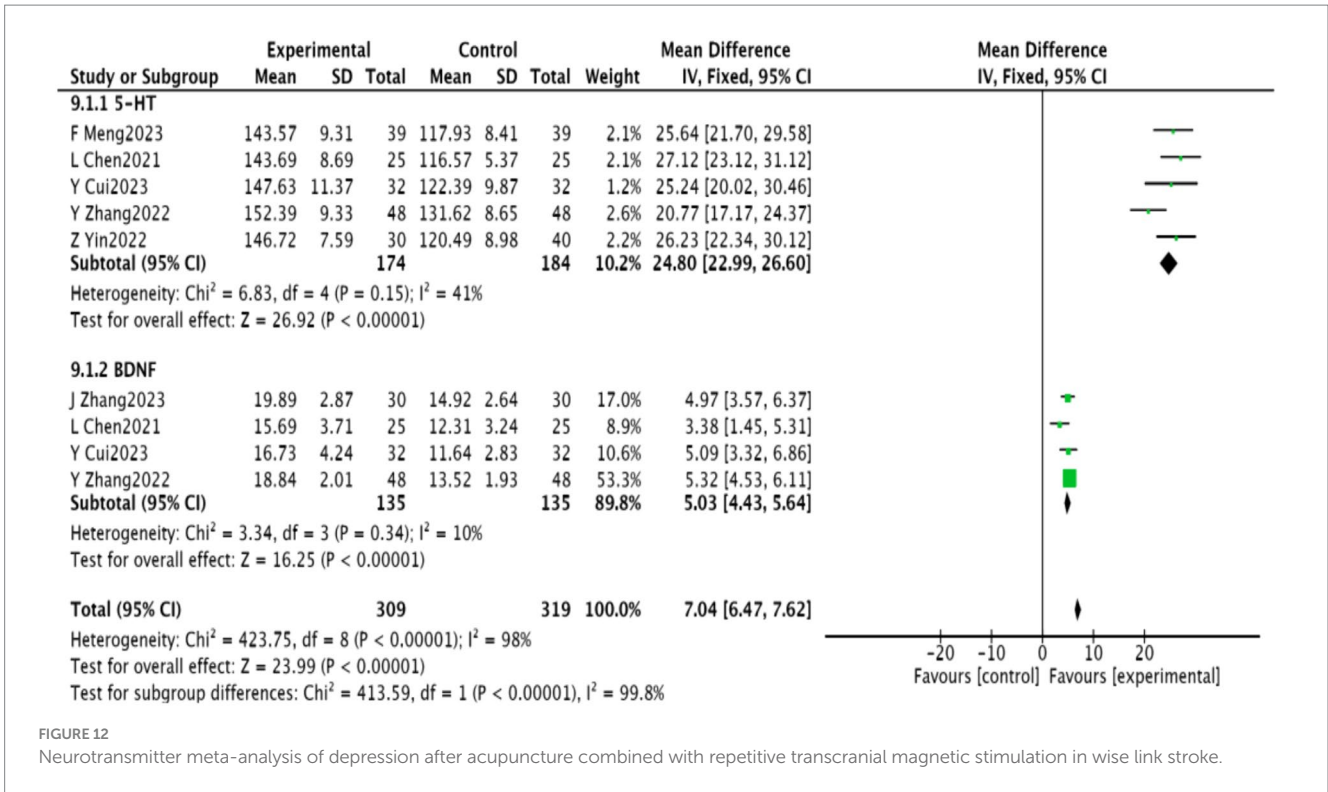 Experimental Control Mean Difference Mean Difference
Study or Subgroup Mean SD Total Mean SD Total Weight IV, Fixed, 95% CI IV, Fixed, 95% CI
9.1.1 5-HT
F Meng2023 143.57 9.31 39 117.93 8.41 39 2.1% 25.64 [21.70, 29.58]
L Chen2021 143.69 8.69 25 116.57 5.37 25 2.1% 27.12 [23.12, 31.12]
Y Cui2023 147.63 11.37 32 122.39 9.87 32 1.2% 25.24 [20.02, 30.46]
Y Zhang2022 152.39 9.33 48 131.62 8.65 48 2.6% 20.77 [17.17, 24.37]
Z Yin2022 146.72 7.59 30 120.49 8.98 40 2.2% 26.23 [22.34, 30.12]
Subtotal (95% CI) 174 184 10.2% 24.80 [22.99, 26.60]
Heterogeneity: Chi² = 6.83, df = 4 (P = 0.15); I² = 41%
Test for overall effect: Z = 26.92 (P < 0.00001)
9.1.2 BDNF
J Zhang2023 19.89 2.87 30 14.92 2.64 30 17.0% 4.97 [3.57, 6.37]
L Chen2021 15.69 3.71 25 12.31 3.24 25 8.9% 3.38 [1.45, 5.31]
Y Cui2023 16.73 4.24 32 11.64 2.83 32 10.6% 5.09 [3.32, 6.86]
Y Zhang2022 18.84 2.01 48 13.52 1.93 48 53.3% 5.32 [4.53, 6.11]
Subtotal (95% CI) 135 135 89.8% 5.03 [4.43, 5.64]
Heterogeneity: Chi² = 3.34, df = 3 (P = 0.34); I² = 10%
Test for overall effect: Z = 16.25 (P < 0.00001)
Total (95% CI) 309 319 100.0% 7.04 [6.47, 7.62]
Heterogeneity: Chi² = 423.75, df = 8 (P < 0.00001); I² = 98%
Test for overall effect: Z = 23.99 (P < 0.00001)
Test for subgroup differences: Chi² = 413.59, df = 1 (P < 0.00001), I² = 99.8%
-20 -10 0 10 20
Favours [control] Favours [experimental]
FIGURE 12
Neurotransmitter meta-analysis of depression after acupuncture combined with repetitive transcranial magnetic stimulation in wise link stroke.